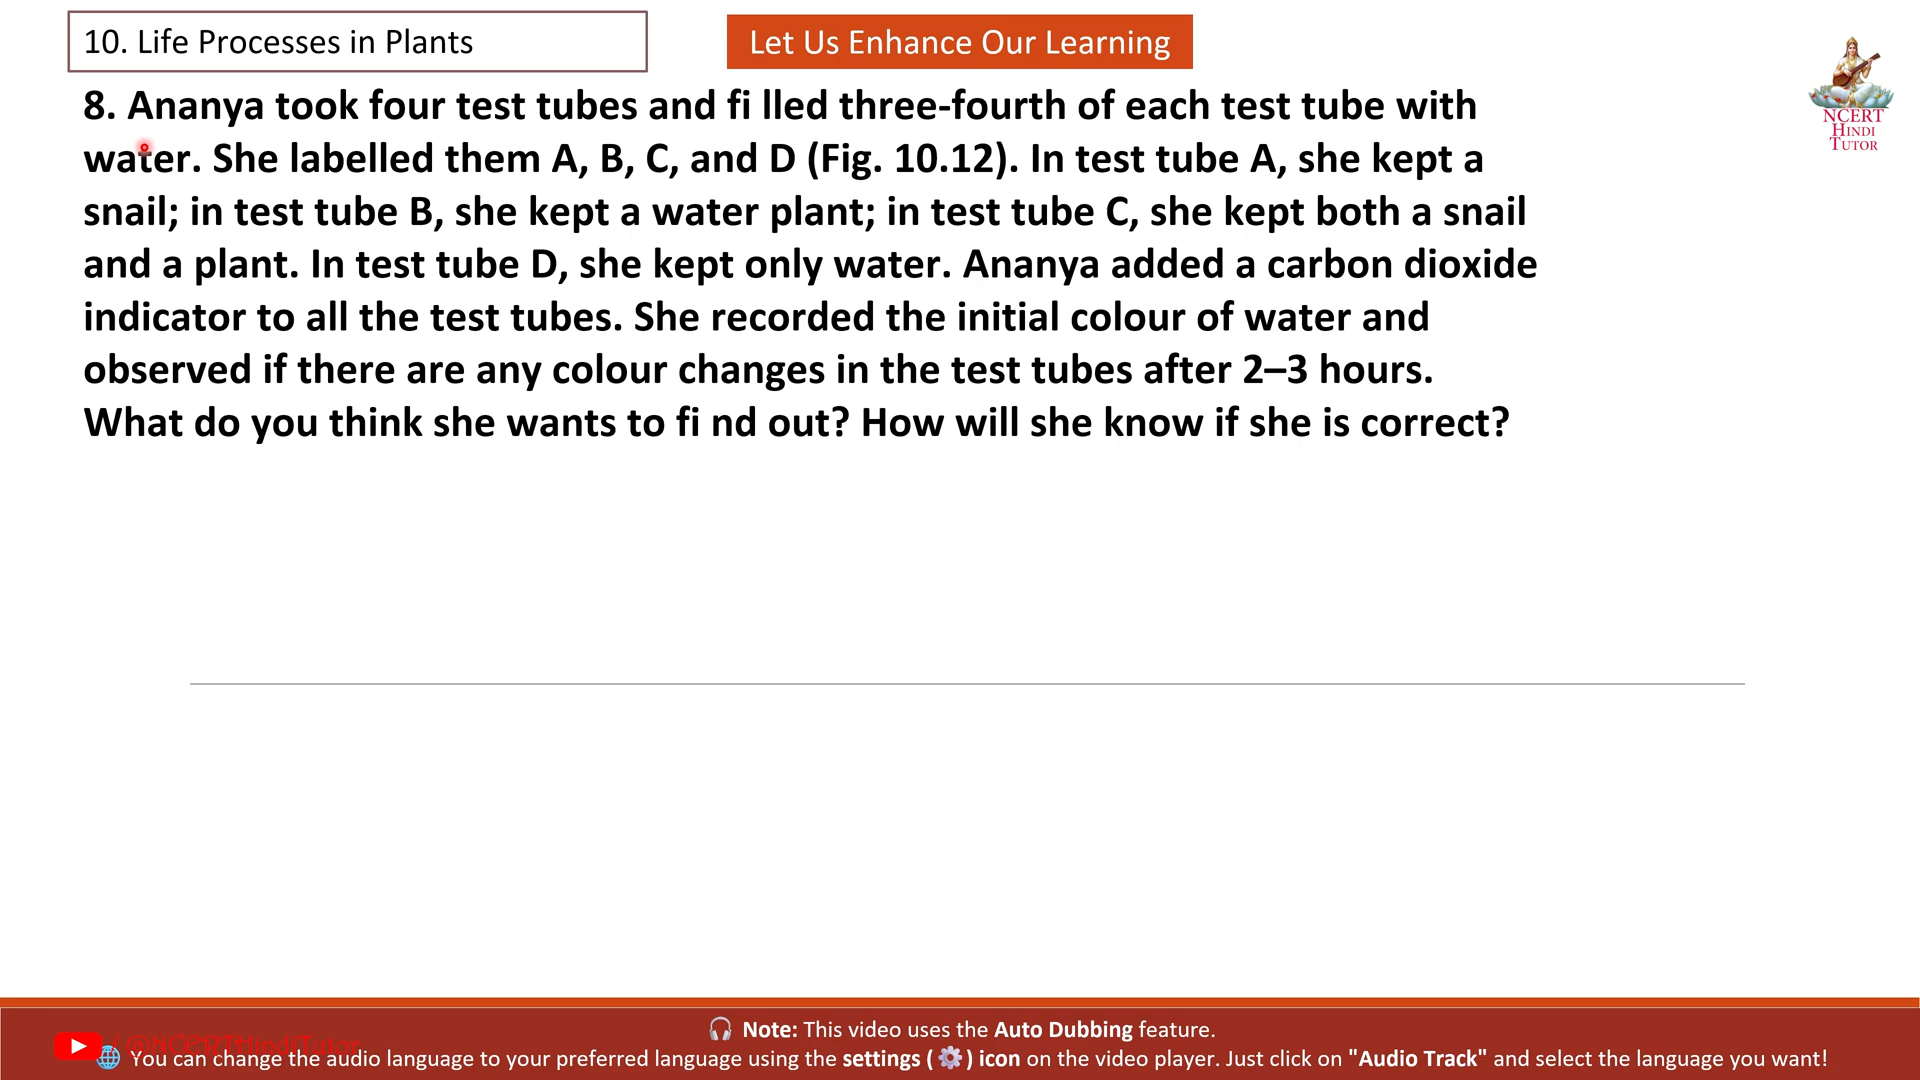 10. Life Processes in Plants
Let Us Enhance Our Learning
NCERT
HINDI
TUTOR
8. Ananya took four test tubes and fi lled three-fourth of each test tube with
water. She labelled them A, B, C, and D (Fig. 10.12). In test tube A, she kept a
snail; in test tube B, she kept a water plant; in test tube C, she kept both a snail
and a plant. In test tube D, she kept only water. Ananya added a carbon dioxide
indicator to all the test tubes. She recorded the initial colour of water and
observed if there are any colour changes in the test tubes after 2–3 hours.
What do you think she wants to fi nd out? How will she know if she is correct?
🎧 Note: This video uses the Auto Dubbing feature.
/ @NCERTHindiTutor
🌐 You can change the audio language to your preferred language using the settings ( ⚙️ ) icon on the video player. Just click on "Audio Track" and select the language you want!